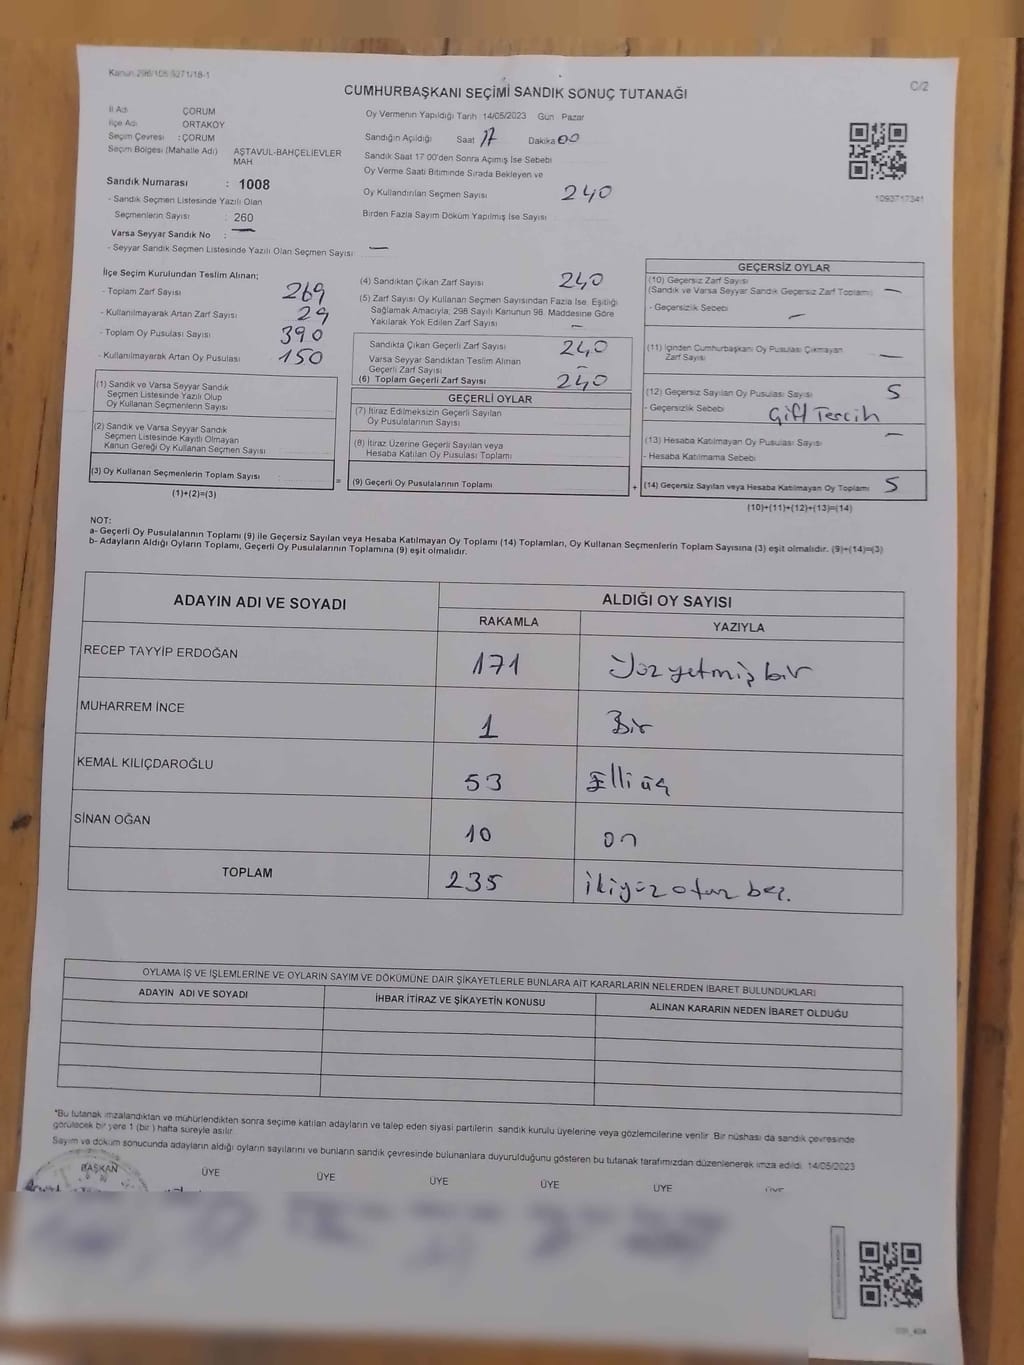 Kanun 298/105 6271/18-1
C/2
CUMHURBAŞKANI SEÇİMİ SANDIK SONUÇ TUTANAĞI
İl Adı ÇORUM
İlçe Adı ORTAKÖY
Seçim Çevresi : ÇORUM
Seçim Bölgesi (Mahalle Adı) AŞTAVUL-BAHÇELİEVLER MAH
Sandık Numarası : 1008
- Sandık Seçmen Listesinde Yazılı Olan
Seçmenlerin Sayısı : 260
Varsa Seyyar Sandık No : —
- Seyyar Sandık Seçmen Listesinde Yazılı Olan Seçmen Sayısı —
Oy Vermenin Yapıldığı Tarih 14/05/2023 Gün Pazar
Sandığın Açıldığı Saat 17 Dakika 00
Sandık Saat 17 00'den Sonra Açımış İse Sebebi
Oy Verme Saati Bitiminde Sırada Bekleyen ve
Oy Kullandırılan Seçmen Sayısı 240
Birden Fazla Sayım Döküm Yapılmış İse Sayısı
1093717341
İlçe Seçim Kurulundan Teslim Alınan;
- Toplam Zarf Sayısı 269
- Kullanılmayarak Artan Zarf Sayısı 29
- Toplam Oy Pusulası Sayısı 390
- Kullanılmayarak Artan Oy Pusulası 150
(1) Sandık ve Varsa Seyyar Sandık
Seçmen Listesinde Yazılı Olup
Oy Kullanan Seçmenlerin Sayısı
(2) Sandık ve Varsa Seyyar Sandık
Seçmen Listesinde Kayıtlı Olmayan
Kanun Gereği Oy Kullanan Seçmen Sayısı
(3) Oy Kullanan Seçmenlerin Toplam Sayısı
(1)+(2)=(3)
(4) Sandıktan Çıkan Zarf Sayısı 240
(5) Zarf Sayısı Oy Kullanan Seçmen Sayısından Fazla İse, Eşitliği
Sağlamak Amacıyla, 298 Sayılı Kanunun 98. Maddesine Göre
Yakılarak Yok Edilen Zarf Sayısı —
Sandıkta Çıkan Geçerli Zarf Sayısı 240
Varsa Seyyar Sandıktan Teslim Alınan
Geçerli Zarf Sayısı —
(6) Toplam Geçerli Zarf Sayısı 240
GEÇERLİ OYLAR
(7) İtiraz Edilmeksizin Geçerli Sayılan
Oy Pusulalarının Sayısı
(8) İtiraz Üzerine Geçerli Sayılan veya
Hesaba Katılan Oy Pusulası Toplamı
= (9) Geçerli Oy Pusulalarının Toplamı
GEÇERSİZ OYLAR
(10) Geçersiz Zarf Sayısı
(Sandık ve Varsa Seyyar Sandık Geçersiz Zarf Toplamı) —
- Geçersizlik Sebebi —
(11) İçinden Cumhurbaşkanı Oy Pusulası Çıkmayan
Zarf Sayısı —
(12) Geçersiz Sayılan Oy Pusulası Sayısı 5
- Geçersizlik Sebebi Çift Tercih
(13) Hesaba Katılmayan Oy Pusulası Sayısı —
- Hesaba Katılmama Sebebi
+ (14) Geçersiz Sayılan veya Hesaba Katılmayan Oy Toplamı 5
(10)+(11)+(12)+(13)=(14)
NOT:
a- Geçerli Oy Pusulalarının Toplamı (9) ile Geçersiz Sayılan veya Hesaba Katılmayan Oy Toplamı (14) Toplamları, Oy Kullanan Seçmenlerin Toplam Sayısına (3) eşit olmalıdır. (9)+(14)=(3)
b- Adayların Aldığı Oyların Toplamı, Geçerli Oy Pusulalarının Toplamına (9) eşit olmalıdır.
ADAYIN ADI VE SOYADI ALDIĞI OY SAYISI
RAKAMLA YAZIYLA
RECEP TAYYİP ERDOĞAN 171 Yüz yetmiş bir
MUHARREM İNCE 1 Bir
KEMAL KILIÇDAROĞLU 53 Elli üç
SİNAN OĞAN 10 on
TOPLAM 235 ikiyüz otuz beş.
OYLAMA İŞ VE İŞLEMLERİNE VE OYLARIN SAYIM VE DÖKÜMÜNE DAİR ŞİKAYETLERLE BUNLARA AİT KARARLARIN NELERDEN İBARET BULUNDUKLARI
ADAYIN ADI VE SOYADI İHBAR İTİRAZ VE ŞİKAYETİN KONUSU ALINAN KARARIN NEDEN İBARET OLDUĞU
*Bu tutanak imzalandıktan ve mühürlendikten sonra seçime katılan adayların ve talep eden siyasi partilerin sandık kurulu üyelerine veya gözlemcilerine verilir. Bir nüshası da sandık çevresinde
görülecek bir yere 1 (bir) hafta süreyle asılır.
Sayım ve döküm sonucunda adayların aldığı oyların sayılarını ve bunların sandık çevresinde bulunanlara duyurulduğunu gösteren bu tutanak tarafımızdan düzenlenerek imza edildi. 14/05/2023
BAŞKAN ÜYE ÜYE ÜYE ÜYE ÜYE ÜYE